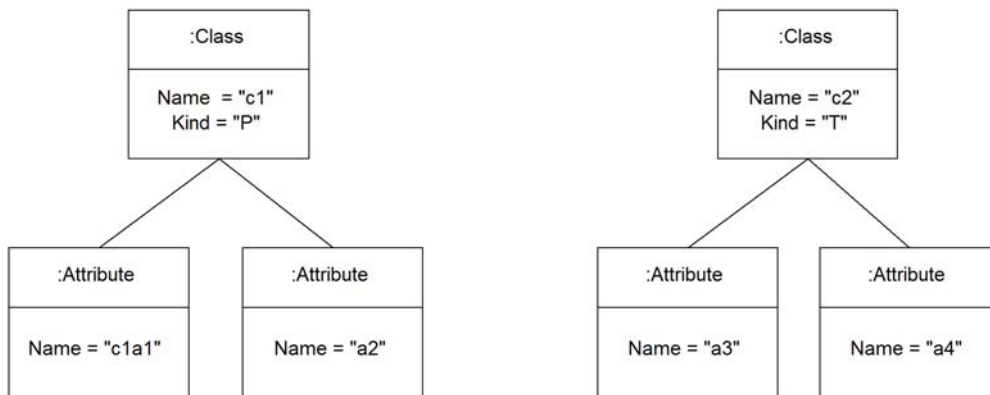 :Class
Name = "c1"
Kind = "P"
:Class
Name = "c2"
Kind = "T"
:Attribute
Name = "c1a1"
:Attribute
Name = "a2"
:Attribute
Name = "a3"
:Attribute
Name = "a4"